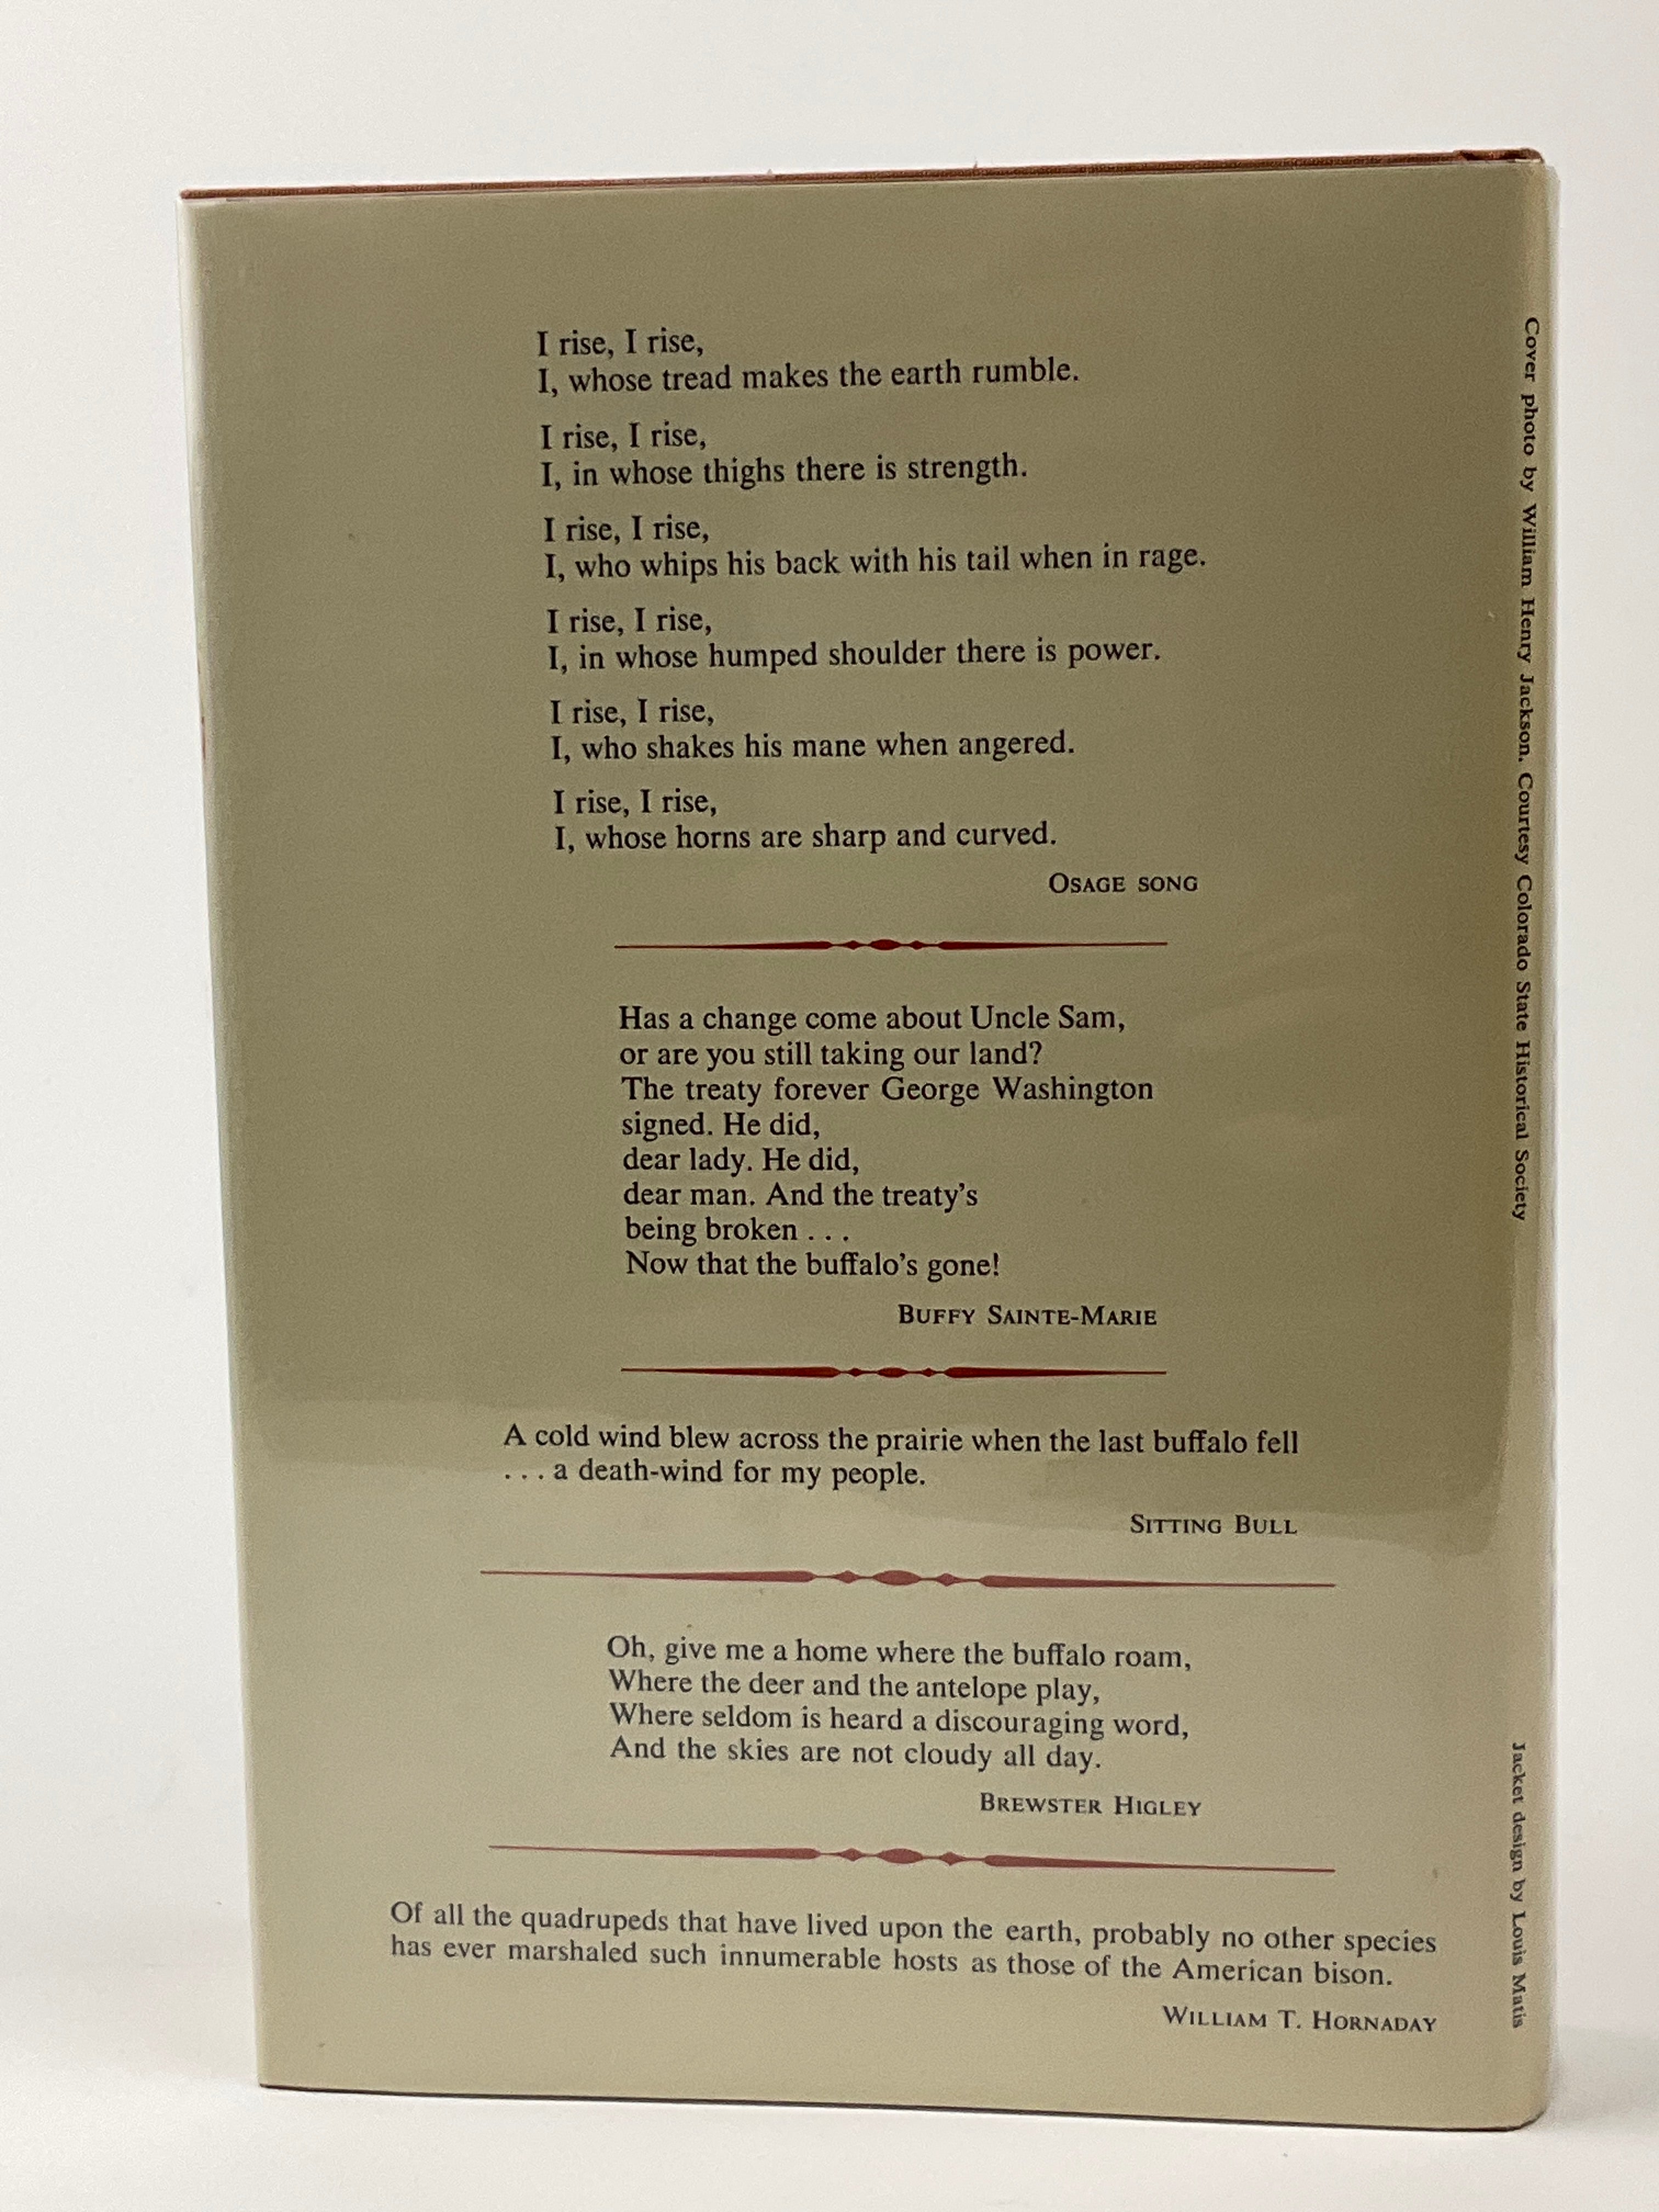 I rise, I rise,
I, whose tread makes the earth rumble.
I rise, I rise,
I, in whose thighs there is strength.
I rise, I rise,
I, who whips his back with his tail when in rage.
I rise, I rise,
I, in whose humped shoulder there is power.
I rise, I rise,
I, who shakes his mane when angered.
I rise, I rise,
I, whose horns are sharp and curved.
OSAGE SONG
Has a change come about Uncle Sam,
or are you still taking our land?
The treaty forever George Washington
signed. He did,
dear lady. He did,
dear man. And the treaty's
being broken . . .
Now that the buffalo's gone!
BUFFY SAINTE-MARIE
A cold wind blew across the prairie when the last buffalo fell
. . . a death-wind for my people.
SITTING BULL
Oh, give me a home where the buffalo roam,
Where the deer and the antelope play,
Where seldom is heard a discouraging word,
And the skies are not cloudy all day.
BREWSTER HIGLEY
Of all the quadrupeds that have lived upon the earth, probably no other species
has ever marshaled such innumerable hosts as those of the American bison.
WILLIAM T. HORNADAY
Cover photo by William Henry Jackson. Courtesy Colorado State Historical Society
Jacket design by Louis Matis